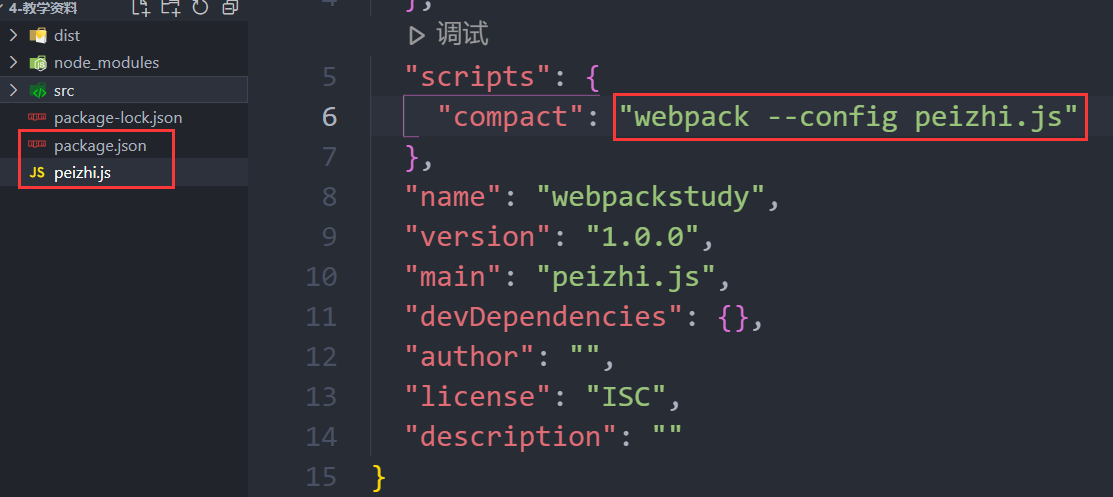 4-教学资料
dist
node_modules
src
package-lock.json
package.json
JS peizhi.js
4 },
调试
5 "scripts": {
6 "compact": "webpack --config peizhi.js"
7 },
8 "name": "webpackstudy",
9 "version": "1.0.0",
10 "main": "peizhi.js",
11 "devDependencies": {},
12 "author": "",
13 "license": "ISC",
14 "description": ""
15 }